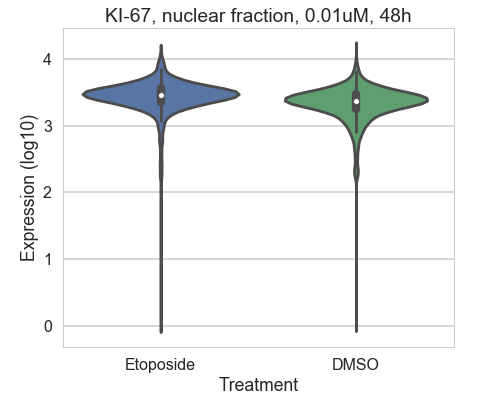 KI-67, nuclear fraction, 0.01uM, 48h
Expression (log10)
4
3
2
1
0
Etoposide
DMSO
Treatment